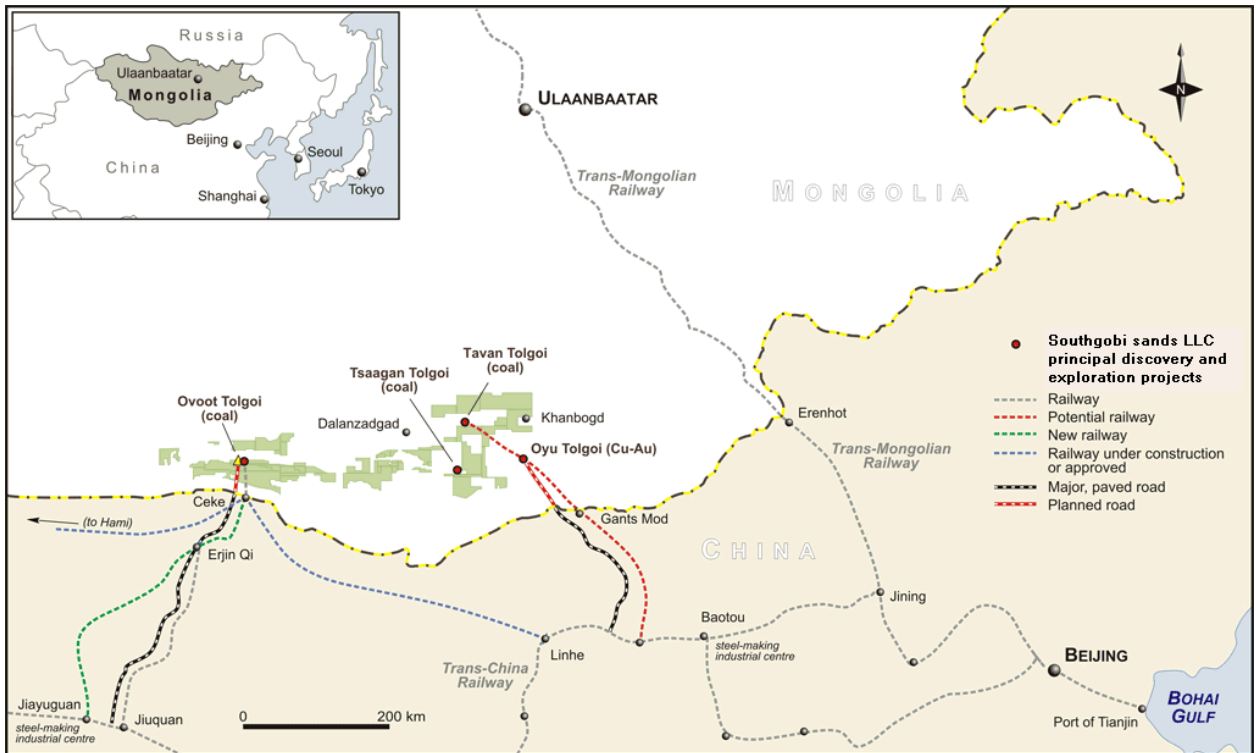 Russia
Ulaanbaatar
Mongolia
Beijing
China
Seoul
Shanghai
Tokyo
ULAANBAATAR
N
Trans-Mongolian
Railway
MONGOLIA
Southgobi sands LLC
principal discovery and
exploration projects
Railway
Potential railway
New railway
Railway under construction
or approved
Major, paved road
Planned road
Tavan Tolgoi
(coal)
Tsaagan Tolgoi
(coal)
Ovoot Tolgoi
(coal)
Dalanzadgad
Khanbogd
Erenhot
Oyu Tolgoi (Cu-Au)
Trans-Mongolian
Railway
Ceke
(to Hami)
Gants Mod
Erjin Qi
CHINA
Jining
Baotou
steel-making
industrial centre
Linhe
BEIJING
Trans-China
Railway
BOHAI
GULF
Jiayuguan
steel-making
industrial centre
Jiuquan
0 200 km
Port of Tianjin